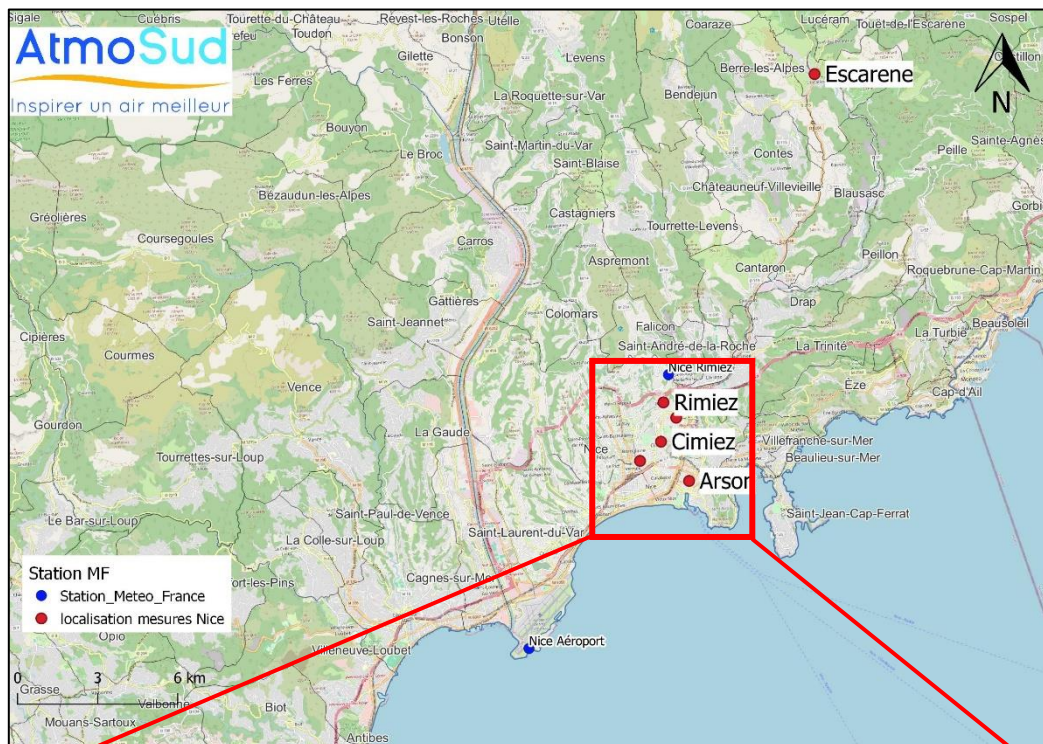 AtmoSud
Inspirer un air meilleur
Cuébris
Tourette-du-Château
Revest-les-Roches
Utelle
Coaraze
Lucéram
Touët-de-l'Escarène
Sospel
Toudon
Bonson
Gilette
Levens
Berre-les-Alpes
Escarene
N
Les Ferres
La Roquette-sur-Var
Bendejun
Bouyon
Saint-Martin-du-Var
Sainte-Agnès
Le Broc
Saint-Blaise
Contes
Peille
Bézaudun-les-Alpes
Châteauneuf-Villevieille
Blausasc
Gréolières
Castagniers
Tourrette-Levens
Coursegoules
Carros
Aspremont
Cantaron
Peillon
Roquebrune-Cap-Martin
Gattières
Colomars
Drap
Saint-Jeannet
Falicon
Beausoleil
Cipières
La Turbie
Saint-André-de-la-Roche
La Trinité
Courmes
Nice Rimiez
Vence
Èze
Cap-d'Ail
Rimiez
Gourdon
La Gaude
Cimiez
Villefranche-sur-Mer
Tourrettes-sur-Loup
Nice
Beaulieu-sur-Mer
Arson
Saint-Paul-de-Vence
Saint-Jean-Cap-Ferrat
Le Bar-sur-Loup
Saint-Laurent-du-Var
La Colle-sur-Loup
Station MF
Cagnes-sur-Mer
Station_Meteo_France
localisation mesures Nice
Opio
Nice Aéroport
Villeneuve-Loubet
0 3 6 km
Grasse
Valbonne
Biot
Mouans-Sartoux
Antibes